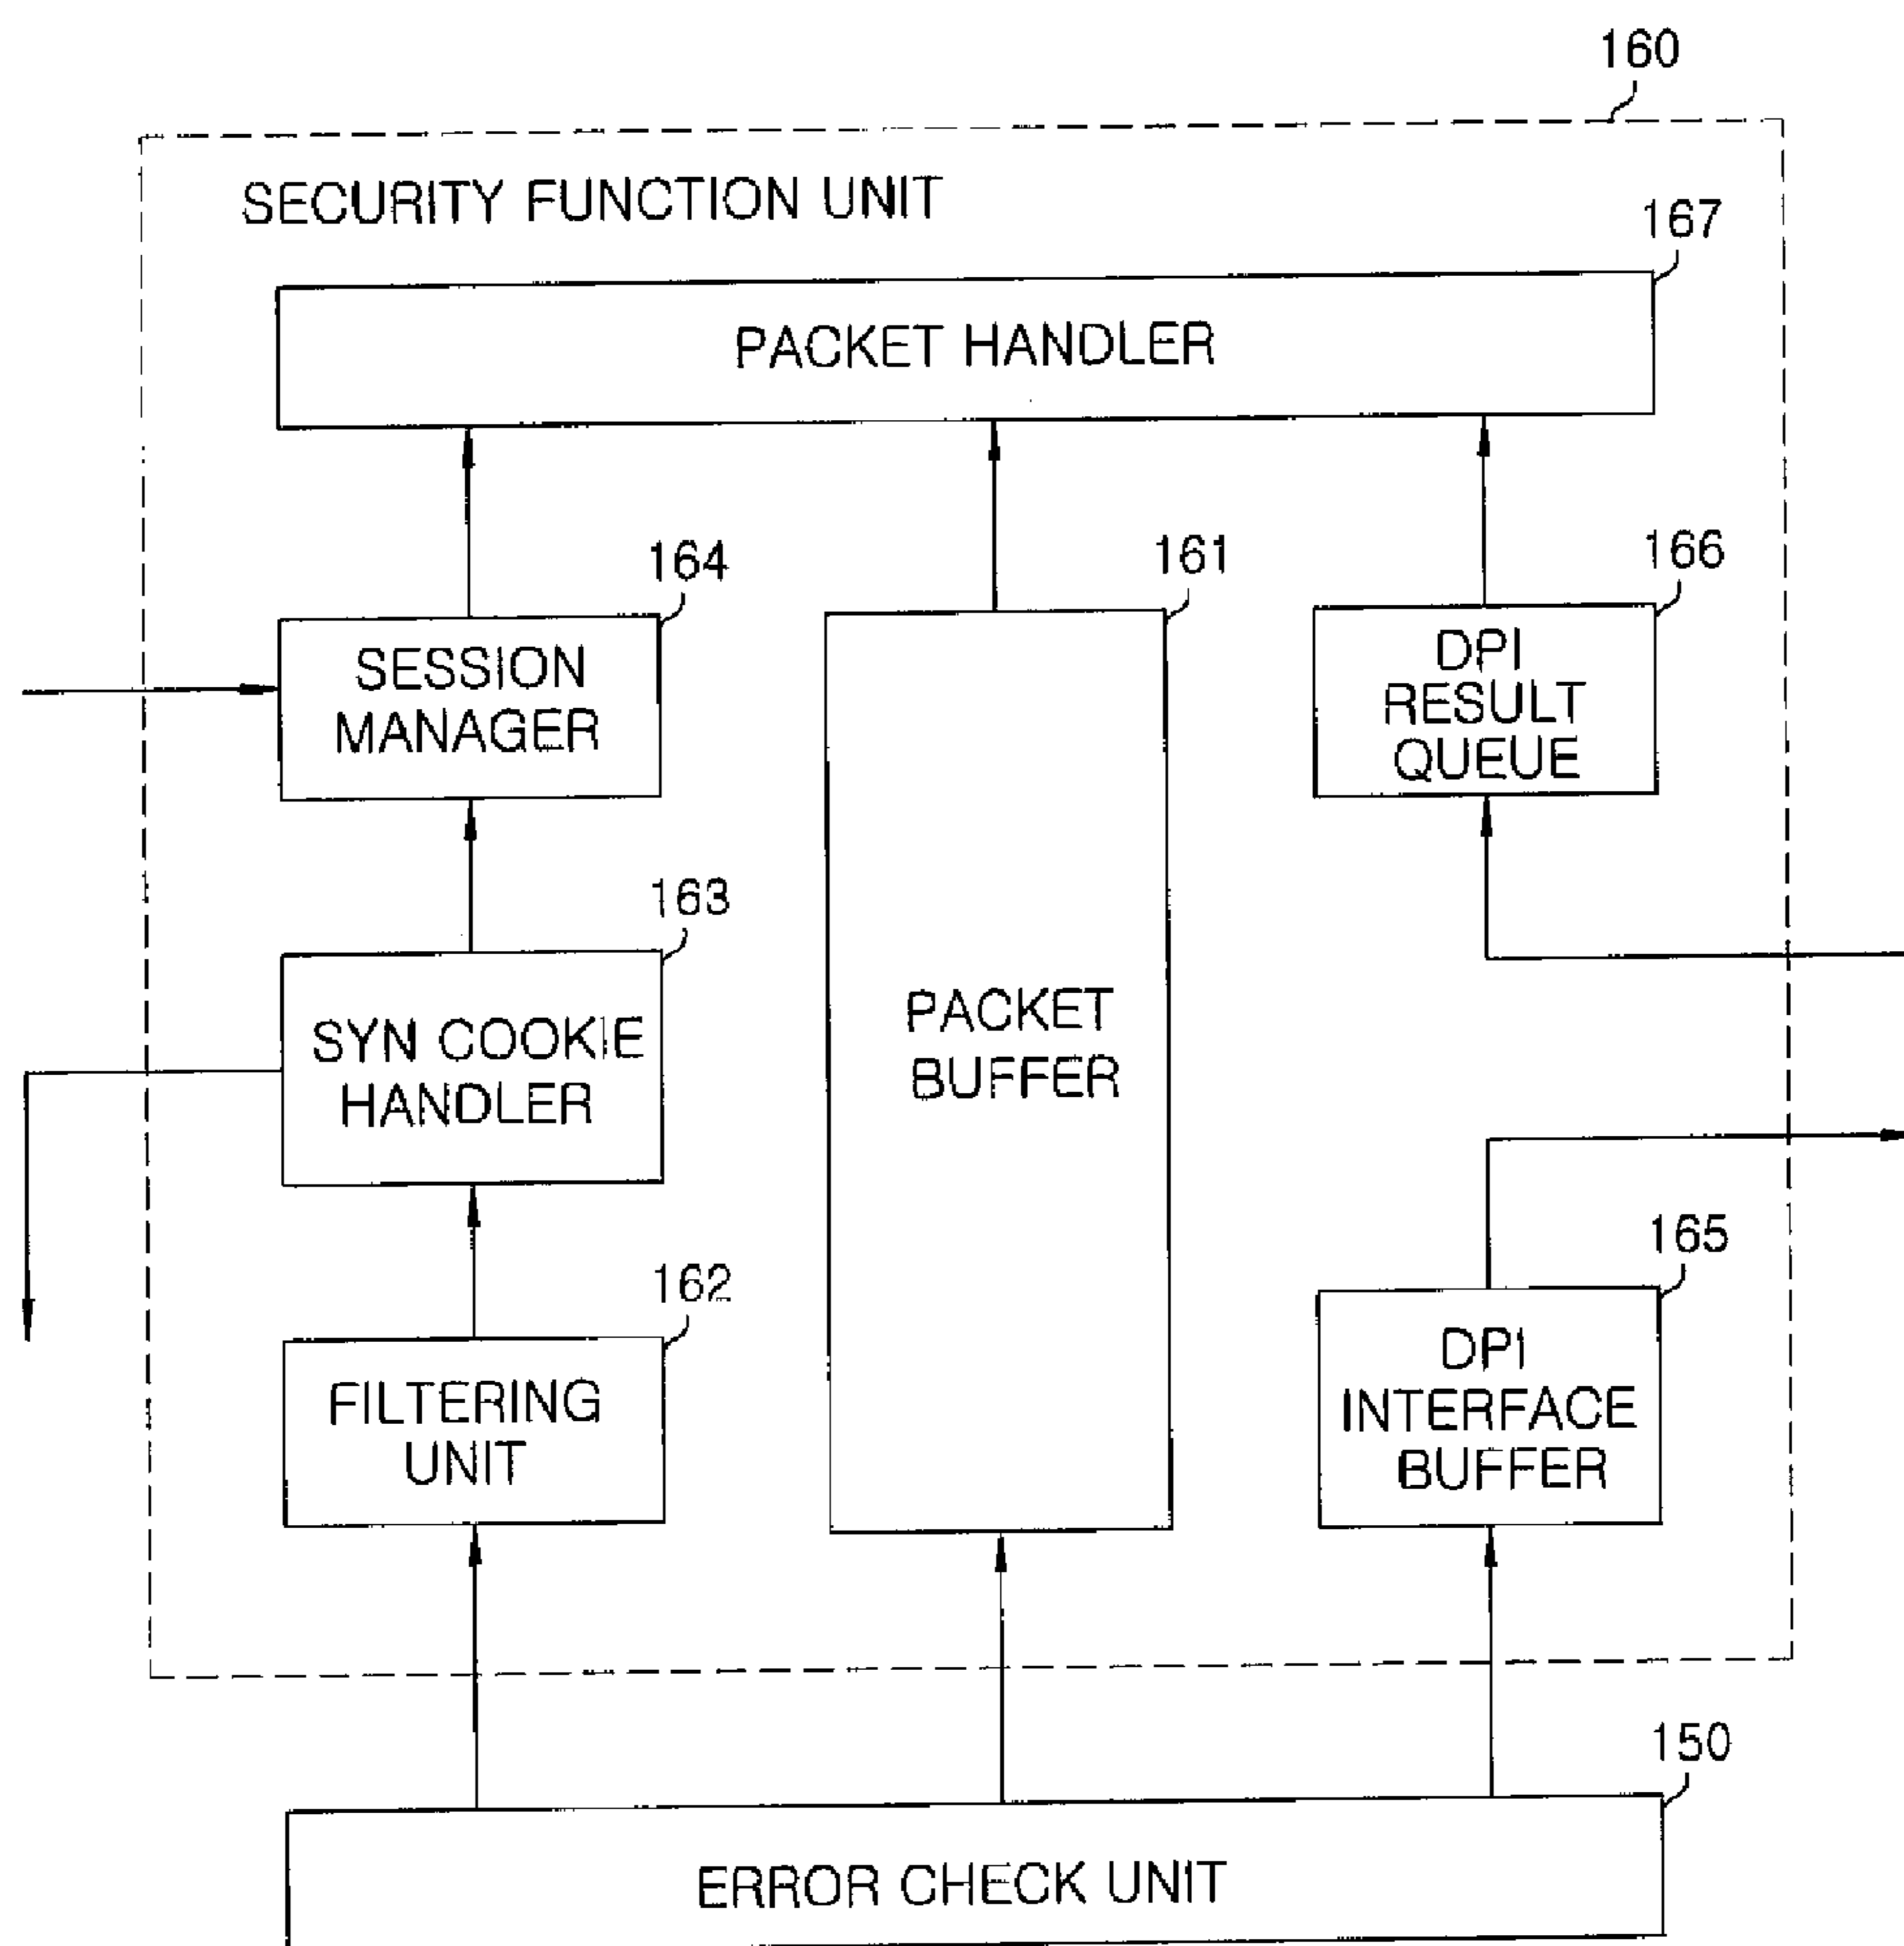 160
SECURITY FUNCTION UNIT
167
PACKET HANDLER
164
161
166
SESSION
MANAGER
DPI
RESULT
QUEUE
163
SYN COOKIE
HANDLER
PACKET
BUFFER
162
165
FILTERING
UNIT
DPI
INTERFACE
BUFFER
150
ERROR CHECK UNIT